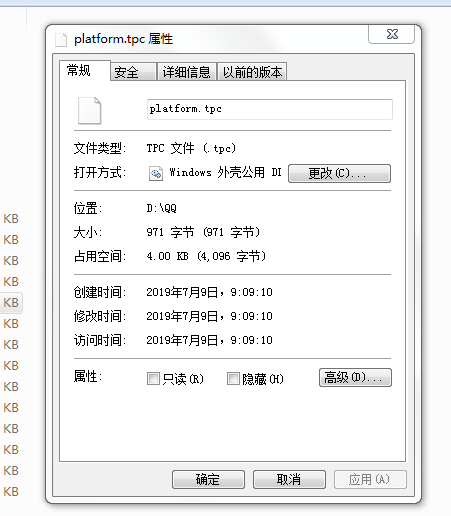 platform.tpc 属性
常规 安全 详细信息 以前的版本
platform.tpc
文件类型: TPC 文件 (.tpc)
打开方式: Windows 外壳公用 Dl 更改(C)...
位置: D:\QQ
大小: 971 字节 (971 字节)
占用空间: 4.00 KB (4,096 字节)
创建时间: 2019年7月9日，9:09:10
修改时间: 2019年7月9日，9:09:10
访问时间: 2019年7月9日，9:09:10
属性: 只读(R) 隐藏(H) 高级(D)...
确定 取消 应用(A)
KB
KB
KB
KB
KB
KB
KB
KB
KB
KB
KB
KB
KB
KB